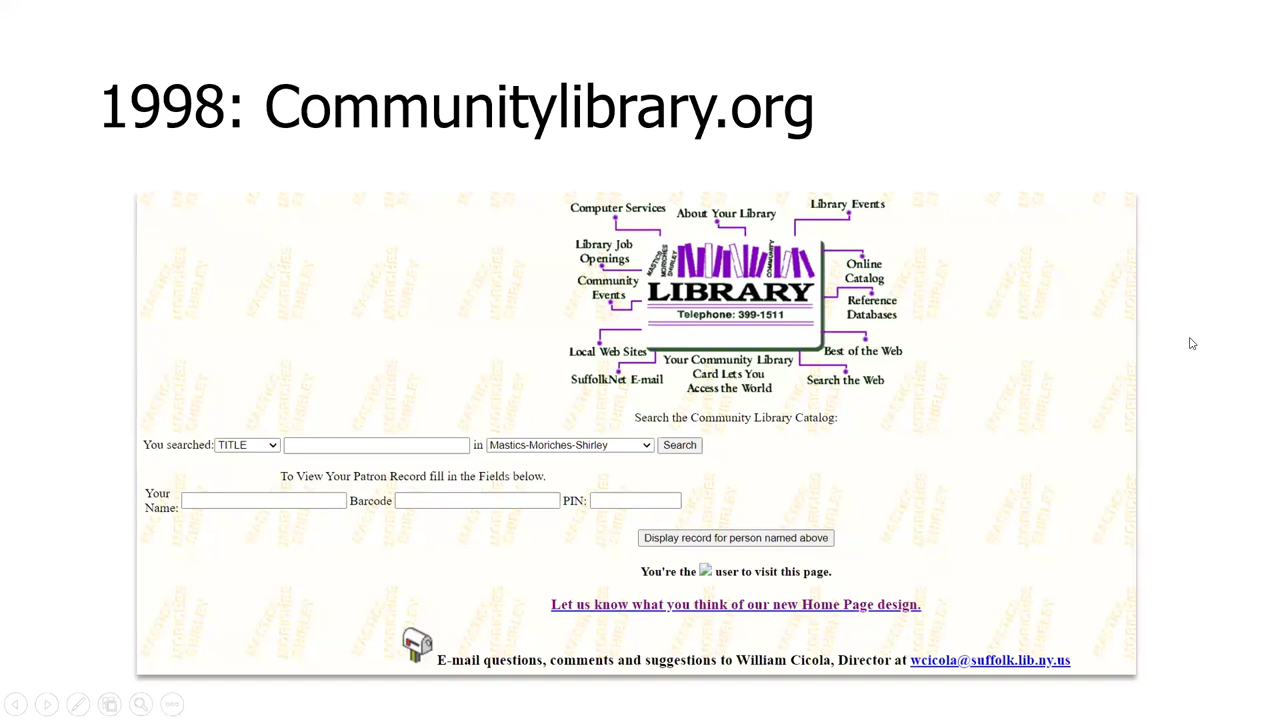 1998: Communitylibrary.org
Computer Services
About Your Library
Library Events
Library Job
Openings
Community
Events
MASTICS
MORICHES
SHIRLEY
COMMUNITY
LIBRARY
Telephone: 399-1511
Online
Catalog
Reference
Databases
Local Web Sites
Best of the Web
SuffolkNet E-mail
Your Community Library
Card Lets You
Access the World
Search the Web
Search the Community Library Catalog:
You searched: TITLE in Mastics-Moriches-Shirley Search
To View Your Patron Record fill in the Fields below.
Your
Name: Barcode PIN:
Display record for person named above
You're the user to visit this page.
Let us know what you think of our new Home Page design.
E-mail questions, comments and suggestions to William Cicola, Director at wcicola@suffolk.lib.ny.us